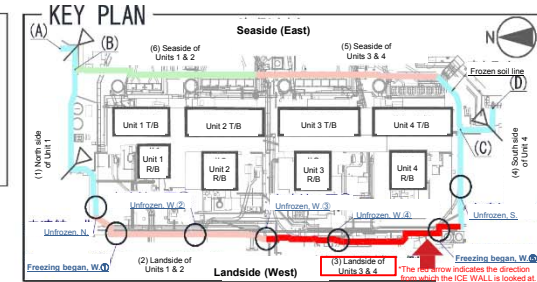 KEY PLAN
Seaside (East)
N
(A)
(B)
(6) Seaside of
Units 1 & 2
(5) Seaside of
Units 3 & 4
Frozen soil line
(D)
(1) North side
of Unit 1
Unit 1 T/B
Unit 2 T/B
Unit 3 T/B
Unit 4 T/B
(C)
(4) South side
of Unit 4
Unit 1
R/B
Unit 2
R/B
Unit 3
R/B
Unit 4
R/B
Unfrozen, N.
Unfrozen, W.②
Unfrozen, W.③
Unfrozen, W.④
Unfrozen, S.
Freezing began, W.①
(2) Landside of
Units 1 & 2
Landside (West)
(3) Landside of
Units 3 & 4
Freezing began, W.⑤
*The red arrow indicates the direction
from which the ICE WALL is looked at.